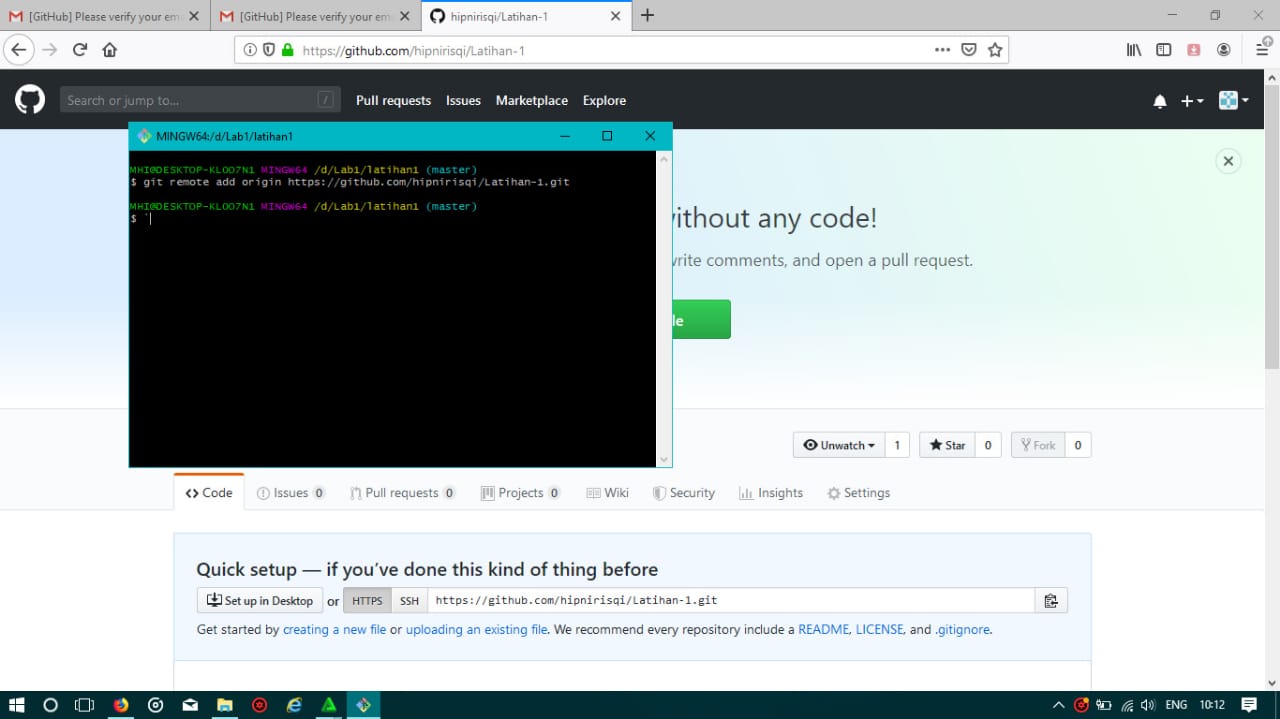 [GitHub] Please verify your ema
[GitHub] Please verify your ema
hipnirisqi/Latihan-1
https://github.com/hipnirisqi/Latihan-1
Search or jump to...
/
Pull requests
Issues
Marketplace
Explore
MINGW64:/d/Lab1/latihan1
MHI@DESKTOP-KLOO7N1 MINGW64 /d/Lab1/latihan1 (master)
$ git remote add origin https://github.com/hipnirisqi/Latihan-1.git
MHI@DESKTOP-KLOO7N1 MINGW64 /d/Lab1/latihan1 (master)
$ `
without any code!
write comments, and open a pull request.
le
Unwatch 1
Star 0
Fork 0
Code
Issues 0
Pull requests 0
Projects 0
Wiki
Security
Insights
Settings
Quick setup — if you’ve done this kind of thing before
Set up in Desktop or HTTPS SSH https://github.com/hipnirisqi/Latihan-1.git
Get started by creating a new file or uploading an existing file. We recommend every repository include a README, LICENSE, and .gitignore.
ENG 10:12